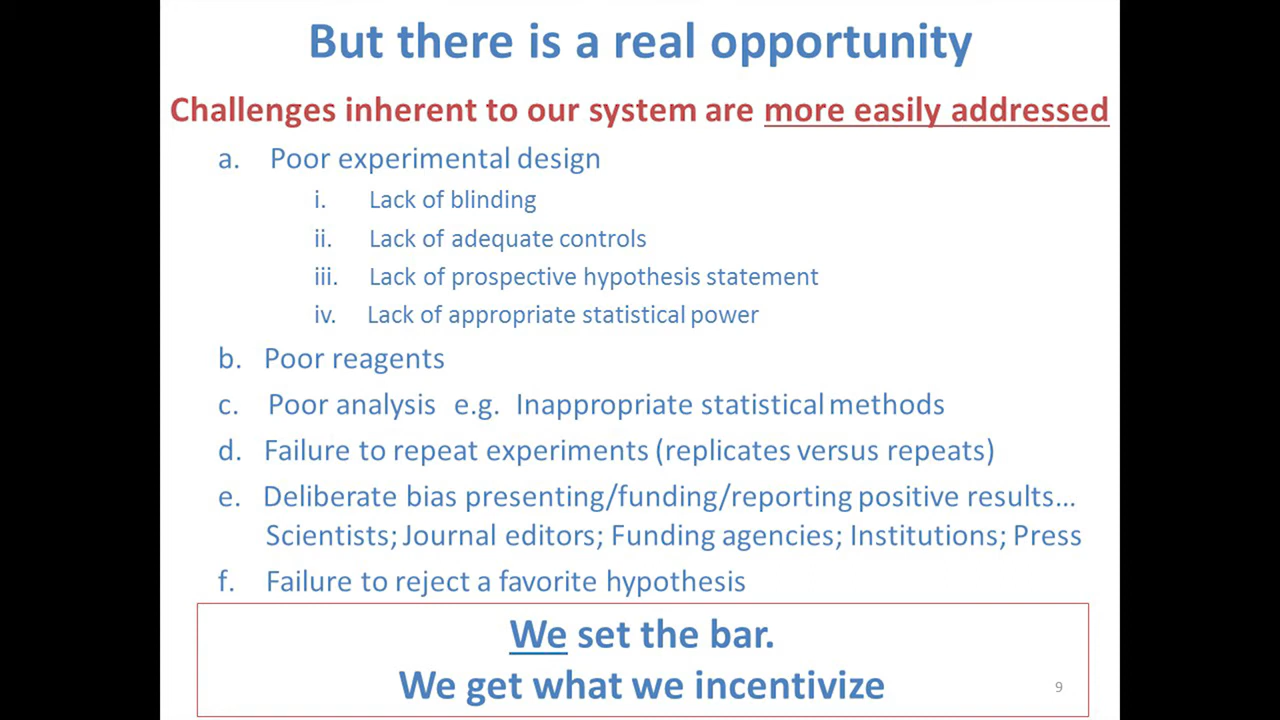 But there is a real opportunity
Challenges inherent to our system are more easily addressed
a. Poor experimental design
i. Lack of blinding
ii. Lack of adequate controls
iii. Lack of prospective hypothesis statement
iv. Lack of appropriate statistical power
b. Poor reagents
c. Poor analysis e.g. Inappropriate statistical methods
d. Failure to repeat experiments (replicates versus repeats)
e. Deliberate bias presenting/funding/reporting positive results...
Scientists; Journal editors; Funding agencies; Institutions; Press
f. Failure to reject a favorite hypothesis
We set the bar.
We get what we incentivize
9